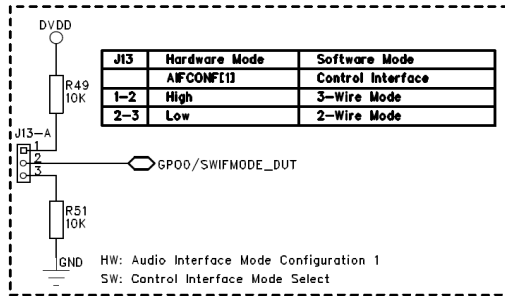 DVDD
R49
10K
J13-A
1
2
3
GPO0/SWIFMODE_DUT
R51
10K
GND
J13 Hardware Mode Software Mode
AIFCONF[1] Control Interface
1-2 High 3-Wire Mode
2-3 Low 2-Wire Mode
HW: Audio Interface Mode Configuration 1
SW: Control Interface Mode Select